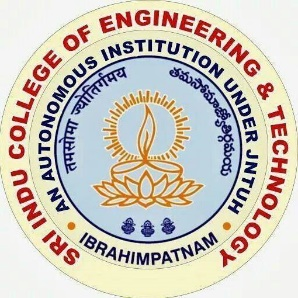 SRI INDU COLLEGE OF ENGINEERING & TECHNOLOGY
AN AUTONOMOUS INSTITUTION UNDER JNTUH
तमसोमा ज्योतिर्गमय
తమసోమాజ్యోతిర్గమయ
• IBRAHIMPATNAM •